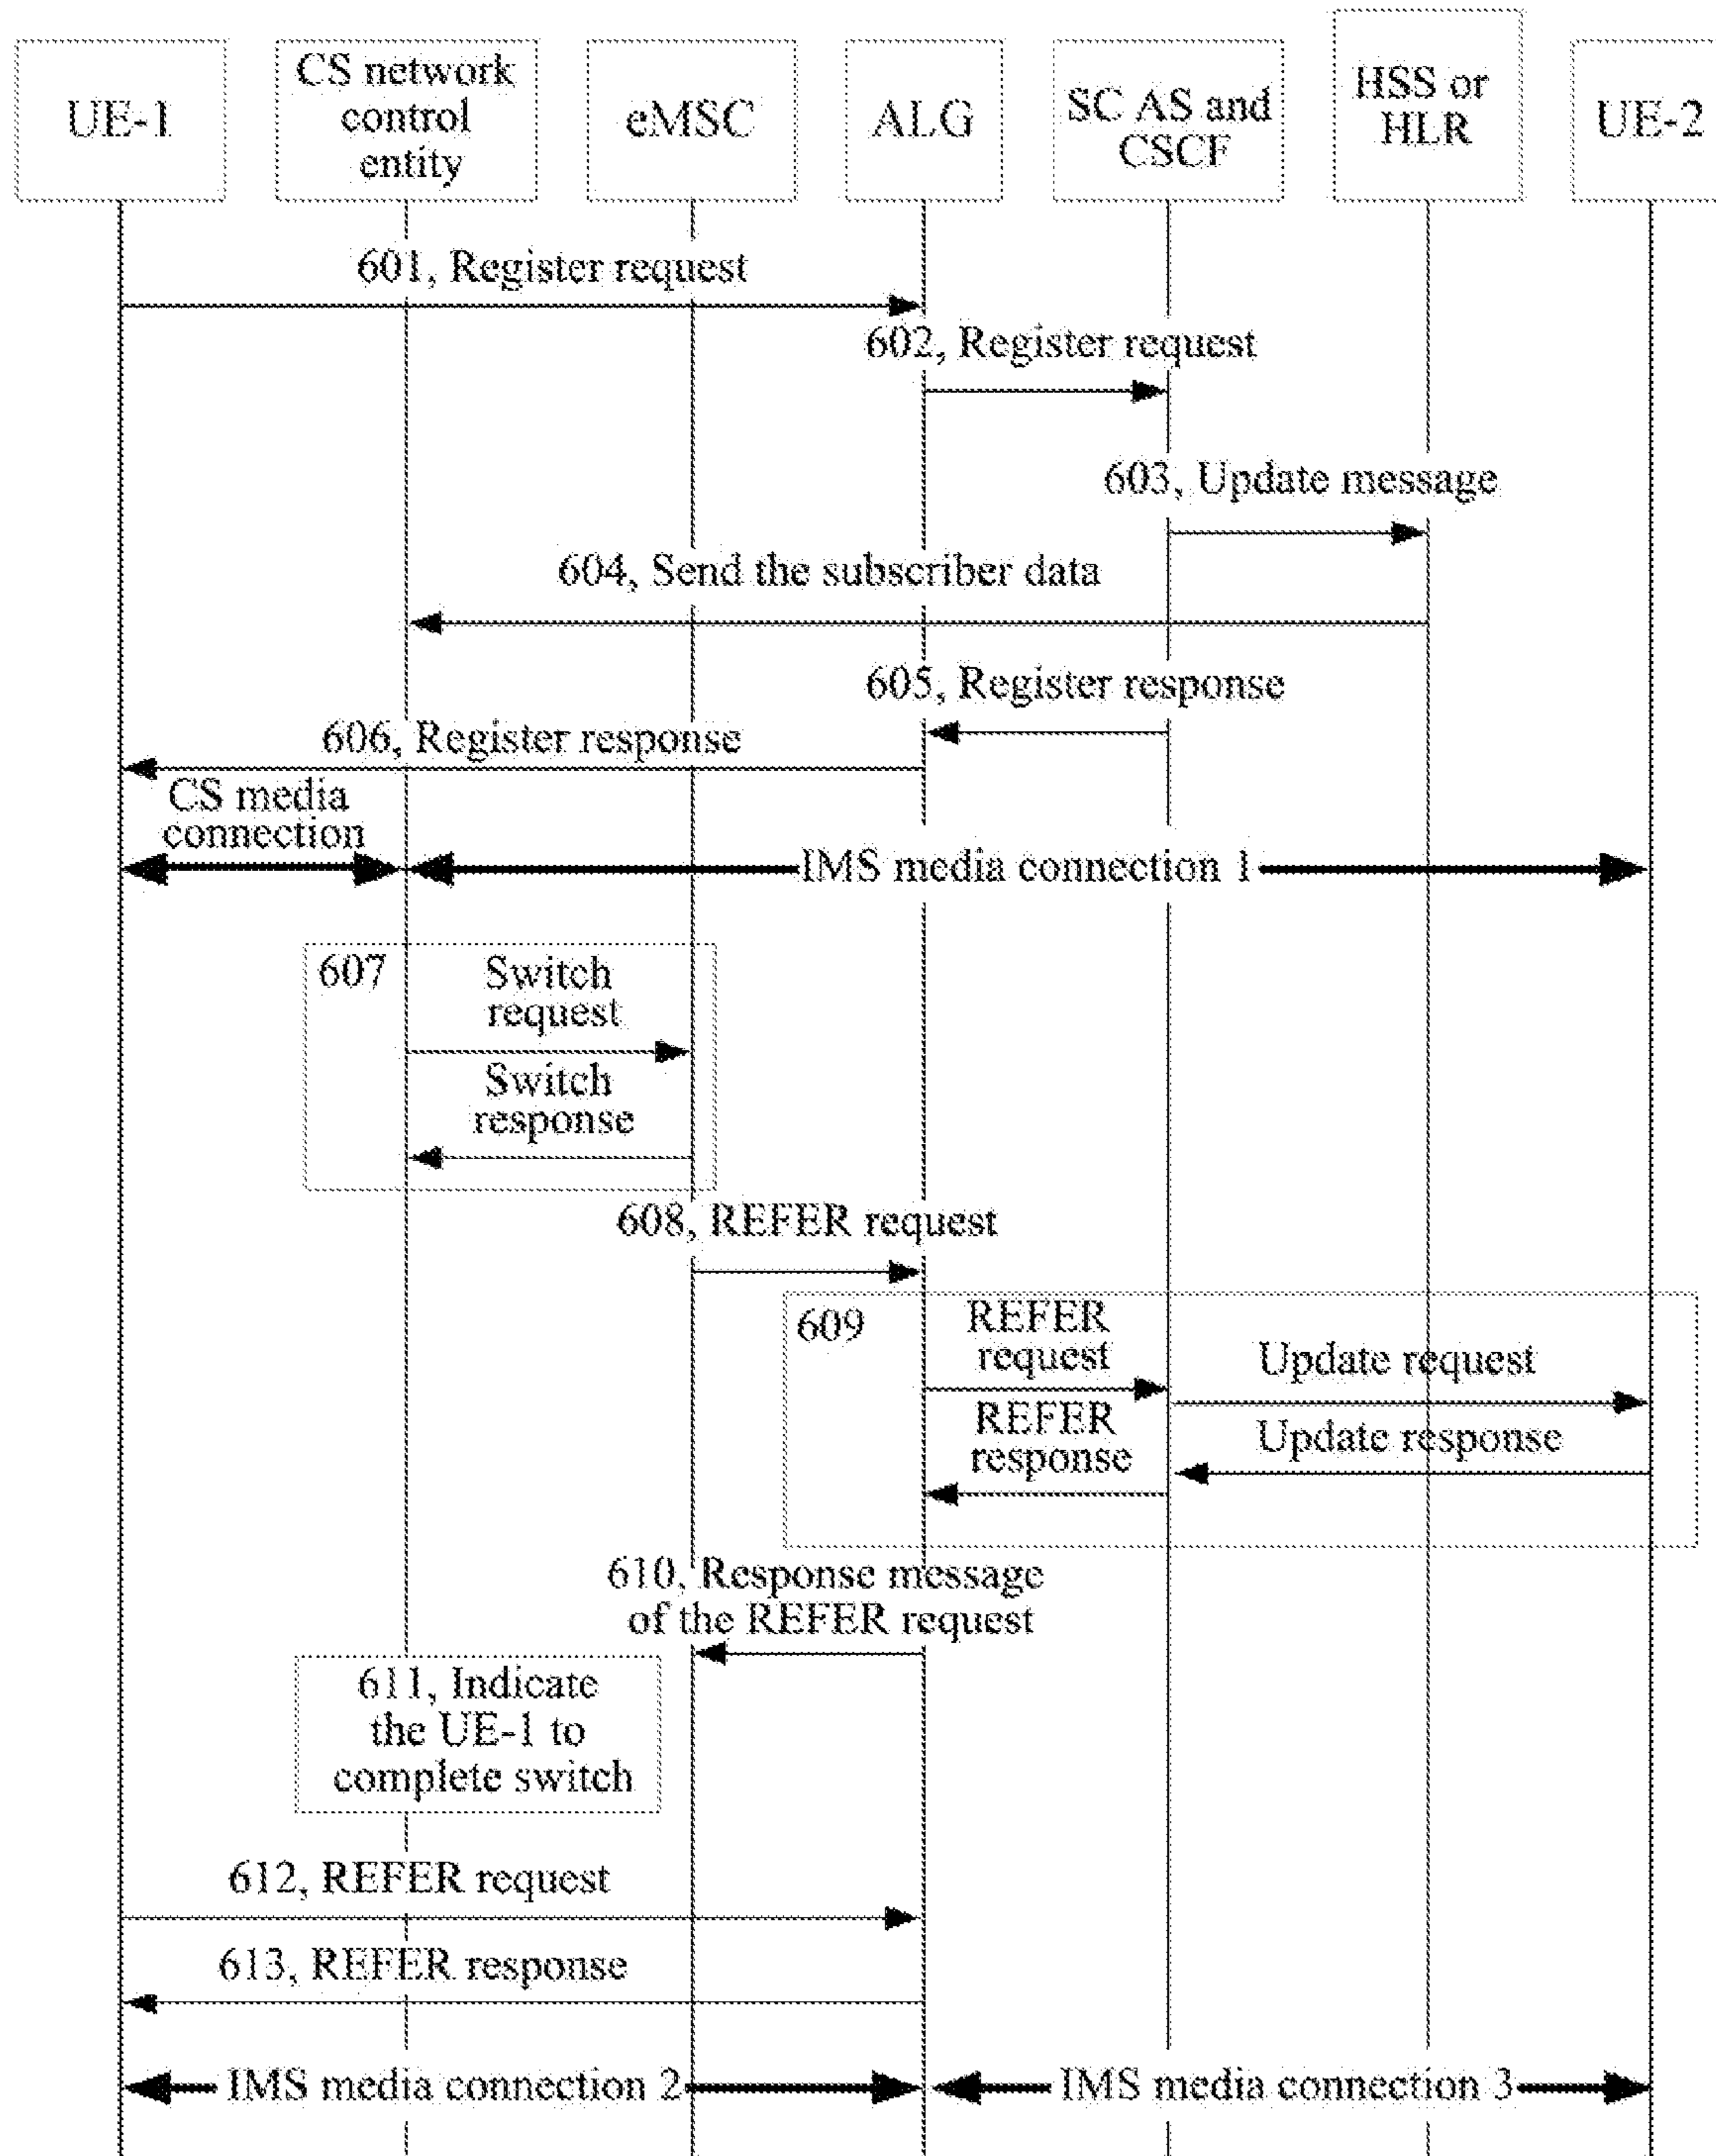 UE-1
CS network
control
entity
eMSC
ALG
SC AS and
CSCF
HSS or
HLR
UE-2
601, Register request
602, Register request
603, Update message
604, Send the subscriber data
605, Register response
606, Register response
CS media
connection
IMS media connection 1
607
Switch
request
Switch
response
608, REFER request
609
REFER
request
Update request
REFER
response
Update response
610, Response message
of the REFER request
611, Indicate
the UE-1 to
complete switch
612, REFER request
613, REFER response
IMS media connection 2
IMS media connection 3